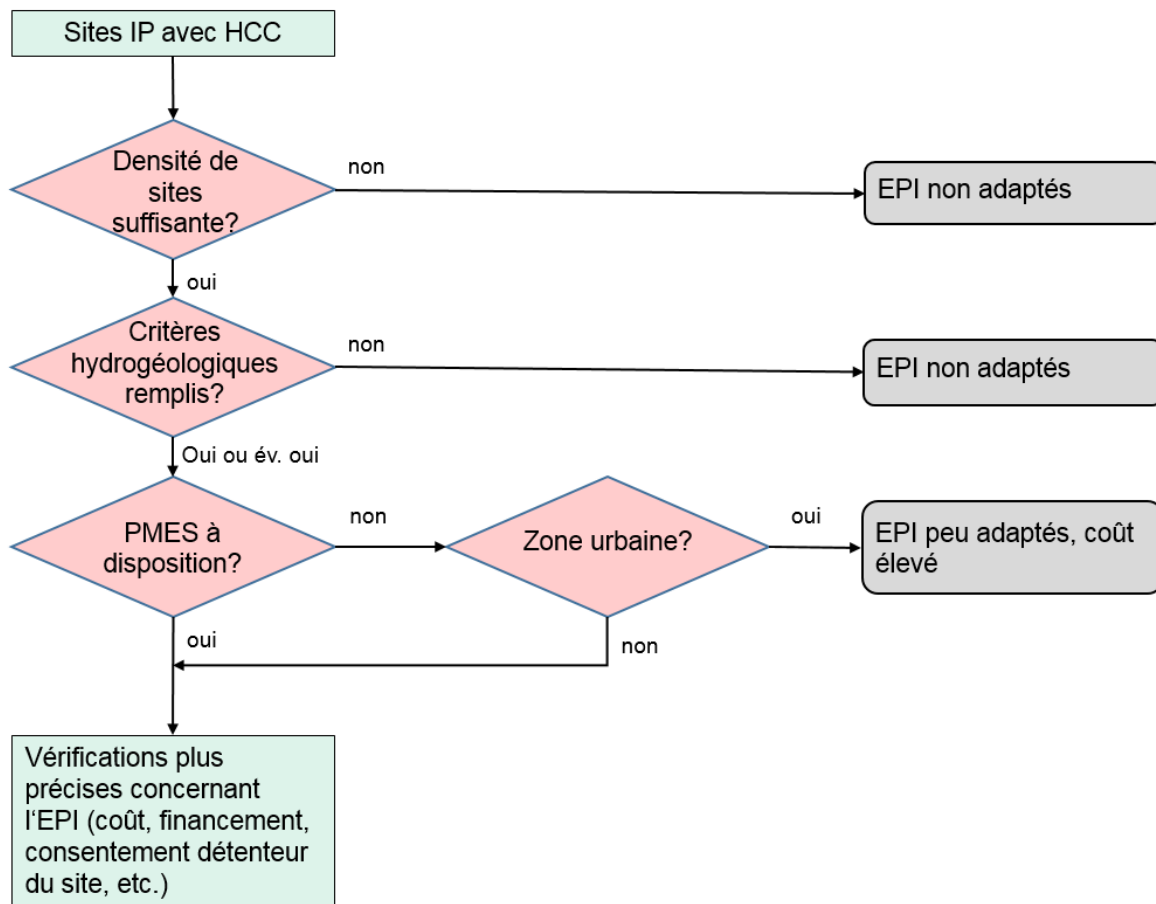 Sites IP avec HCC
Densité de
sites
suffisante?
non
EPI non adaptés
oui
Critères
hydrogéologiques
remplis?
non
EPI non adaptés
Oui ou év. oui
PMES à
disposition?
non
Zone urbaine?
oui
EPI peu adaptés, coût
élevé
oui
non
Vérifications plus
précises concernant
l‘EPI (coût, financement,
consentement détenteur
du site, etc.)